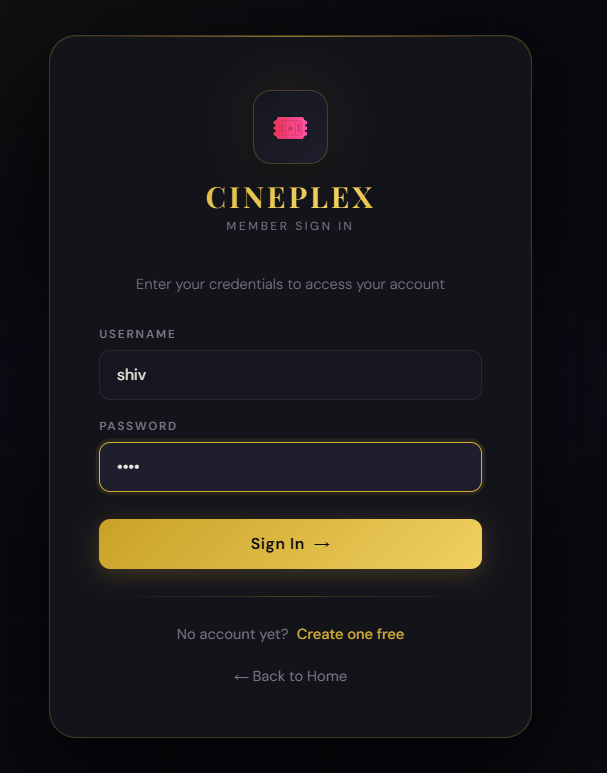 CINEPLEX
MEMBER SIGN IN
Enter your credentials to access your account
USERNAME
shiv
PASSWORD
••••
Sign In →
No account yet? Create one free
← Back to Home